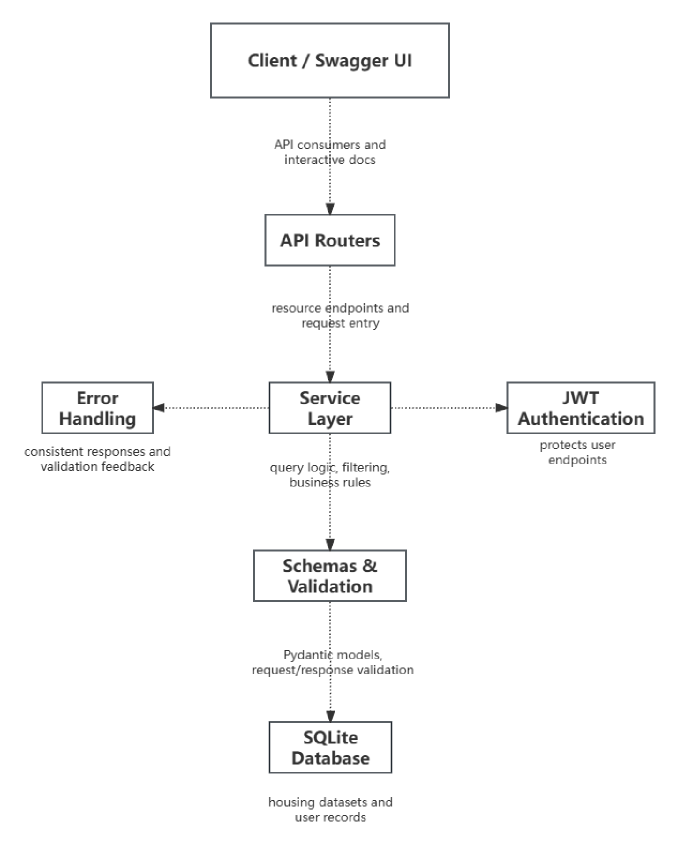 Client / Swagger UI
API consumers and
interactive docs
API Routers
resource endpoints and
request entry
Error
Handling
consistent responses and
validation feedback
Service
Layer
query logic, filtering,
business rules
JWT
Authentication
protects user
endpoints
Schemas &
Validation
Pydantic models,
request/response validation
SQLite
Database
housing datasets and
user records